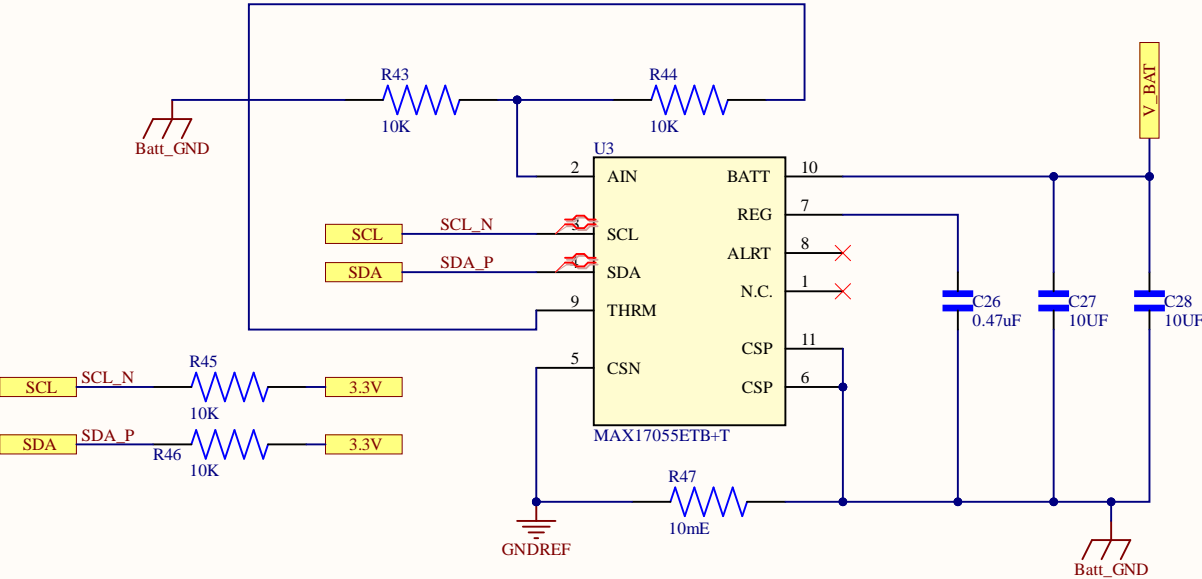 R43
10K
R44
10K
Batt_GND
V_BAT
U3
2
AIN
BATT
10
REG
7
SCL
SCL_N
SCL
ALRT
8
SDA
SDA_P
SDA
N.C.
1
9
THRM
C26
0.47uF
C27
10UF
C28
10UF
CSP
11
5
CSN
CSP
6
MAX17055ETB+T
SCL
SCL_N
R45
10K
3.3V
SDA
SDA_P
R46
10K
3.3V
R47
10mE
GNDREF
Batt_GND